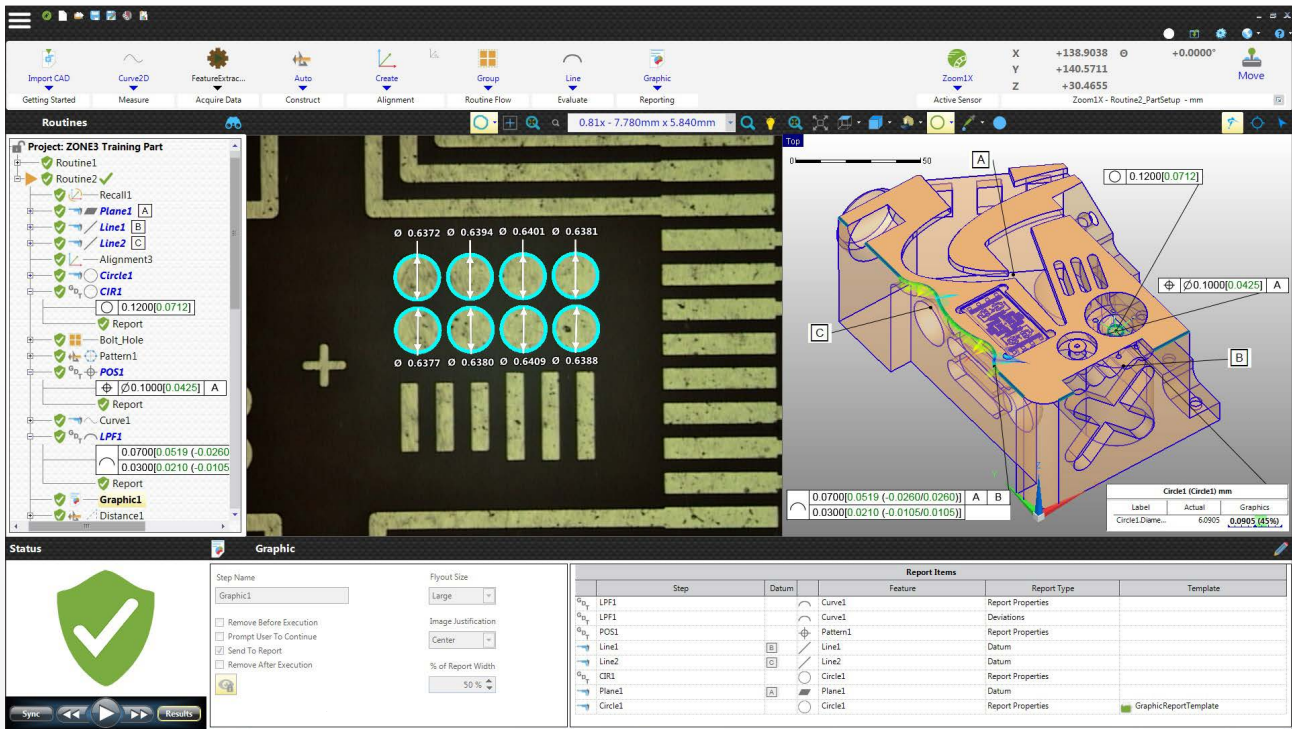 X +138.9038 Θ +0.0000°
Y +140.5711
Z +30.4655
Import CAD
Curve2D
FeatureExtrac...
Auto
Create
Group
Line
Graphic
Zoom1X
Move
Getting Started
Measure
Acquire Data
Construct
Alignment
Routine Flow
Evaluate
Reporting
Active Sensor
Zoom1X - Routine2_PartSetup - mm
Routines
0.81x - 7.780mm x 5.840mm
Project: ZONE3 Training Part
Routine1
Routine2
Recall1
Plane1 A
Line1 B
Line2 C
Alignment3
Circle1
CIR1
0.1200[0.0712]
Report
Bolt_Hole
Pattern1
POS1
Ø0.1000[0.0425] A
Report
Curve1
LPF1
0.0700[0.0519 (-0.0260
0.0300[0.0210 (-0.0105
Report
Graphic1
Distance1
Ø 0.6372 Ø 0.6394 Ø 0.6401 Ø 0.6381
Ø 0.6377 Ø 0.6380 Ø 0.6409 Ø 0.6388
Top
0 50
A
0.1200[0.0712]
Ø0.1000[0.0425] A
C
B
0.0700[0.0519 (-0.0260/0.0260)] A B
0.0300[0.0210 (-0.0105/0.0105)]
Circle1 (Circle1) mm
Label Actual Graphics
Circle1.Diame... 6.0905 0.0905 (45%)
Status
Graphic
Step Name
Graphic1
Remove Before Execution
Prompt User To Continue
Send To Report
Remove After Execution
Flyout Size
Large
Image Justification
Center
% of Report Width
50 %
Report Items
Step Datum Feature Report Type Template
LPF1 Curve1 Report Properties
LPF1 Curve1 Deviations
POS1 Pattern1 Report Properties
Line1 B Line1 Datum
Line2 C Line2 Datum
CIR1 Circle1 Report Properties
Plane1 A Plane1 Datum
Circle1 Circle1 Report Properties GraphicReportTemplate
Sync
Results